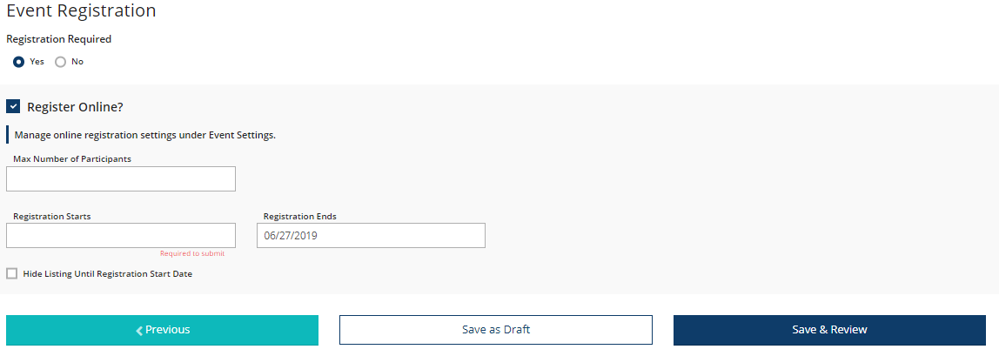 Event Registration
Registration Required
Yes No
Register Online?
Manage online registration settings under Event Settings.
Max Number of Participants
Registration Starts Registration Ends
06/27/2019
Required to submit
Hide Listing Until Registration Start Date
Previous Save as Draft Save & Review